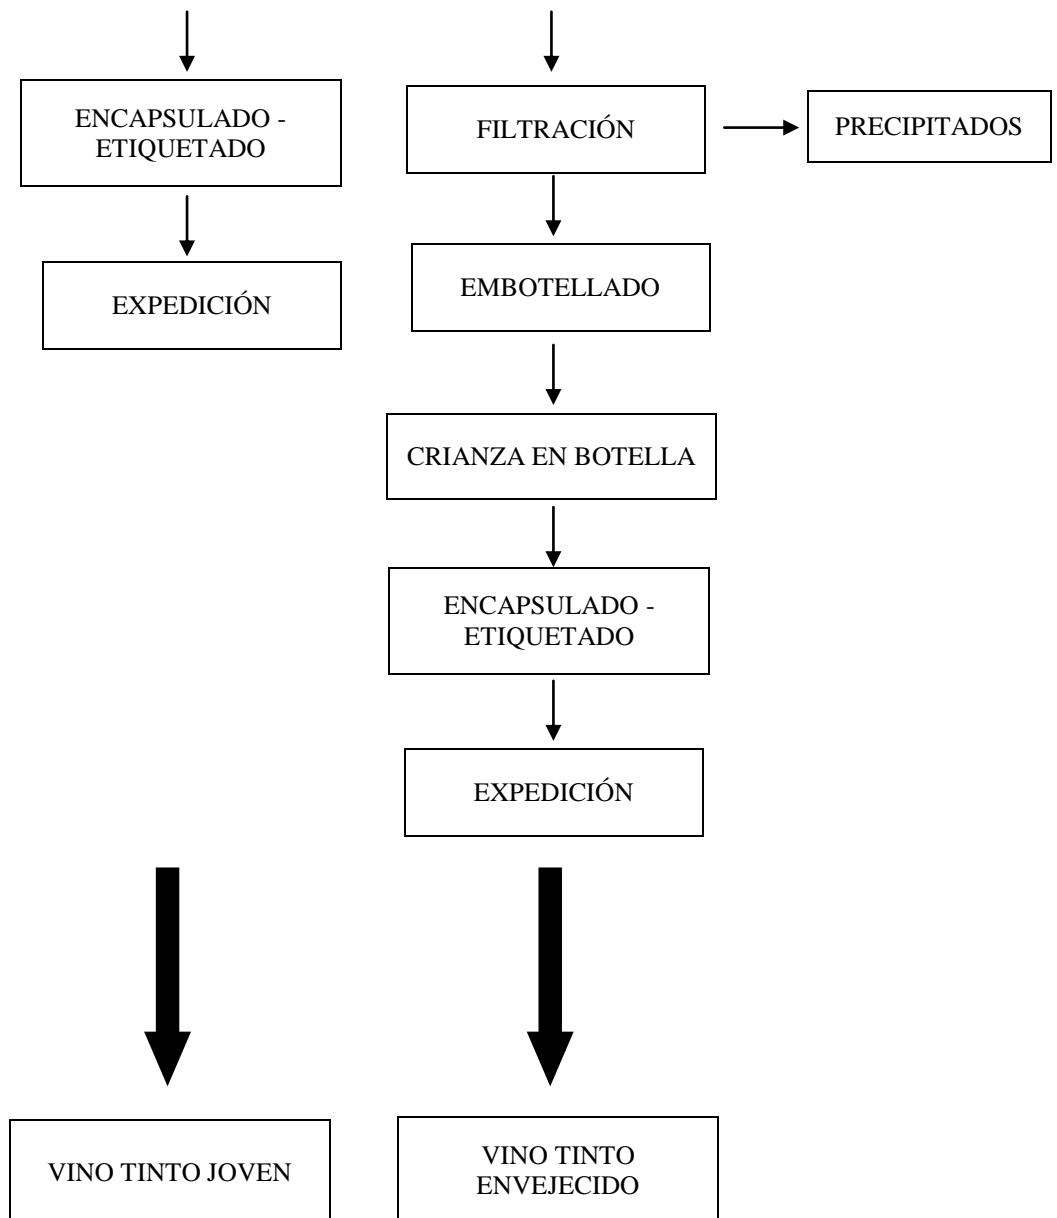 ENCAPSULADO -
ETIQUETADO
FILTRACIÓN
PRECIPITADOS
EXPEDICIÓN
EMBOTELLADO
CRIANZA EN BOTELLA
ENCAPSULADO -
ETIQUETADO
EXPEDICIÓN
VINO TINTO JOVEN
VINO TINTO
ENVEJECIDO